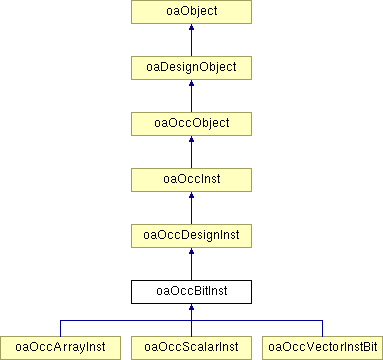 oaObject
oaDesignObject
oaOccObject
oaOccInst
oaOccDesignInst
oaOccBitInst
oaOccArrayInst
oaOccScalarInst
oaOccVectorInstBit